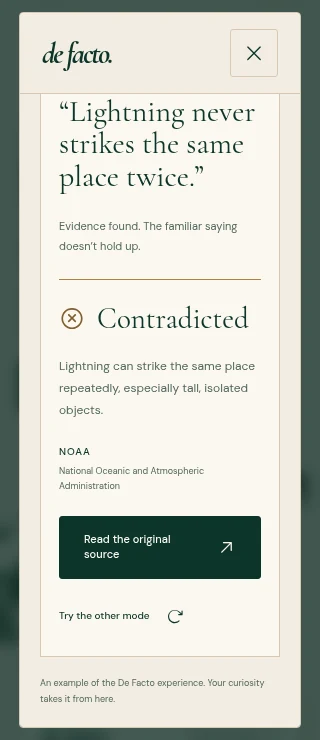 de facto.
“Lightning never
strikes the same
place twice.”
Evidence found. The familiar saying
doesn’t hold up.
Contradicted
Lightning can strike the same place
repeatedly, especially tall, isolated
objects.
NOAA
National Oceanic and Atmospheric
Administration
Read the original
source
Try the other mode
An example of the De Facto experience. Your curiosity
takes it from here.